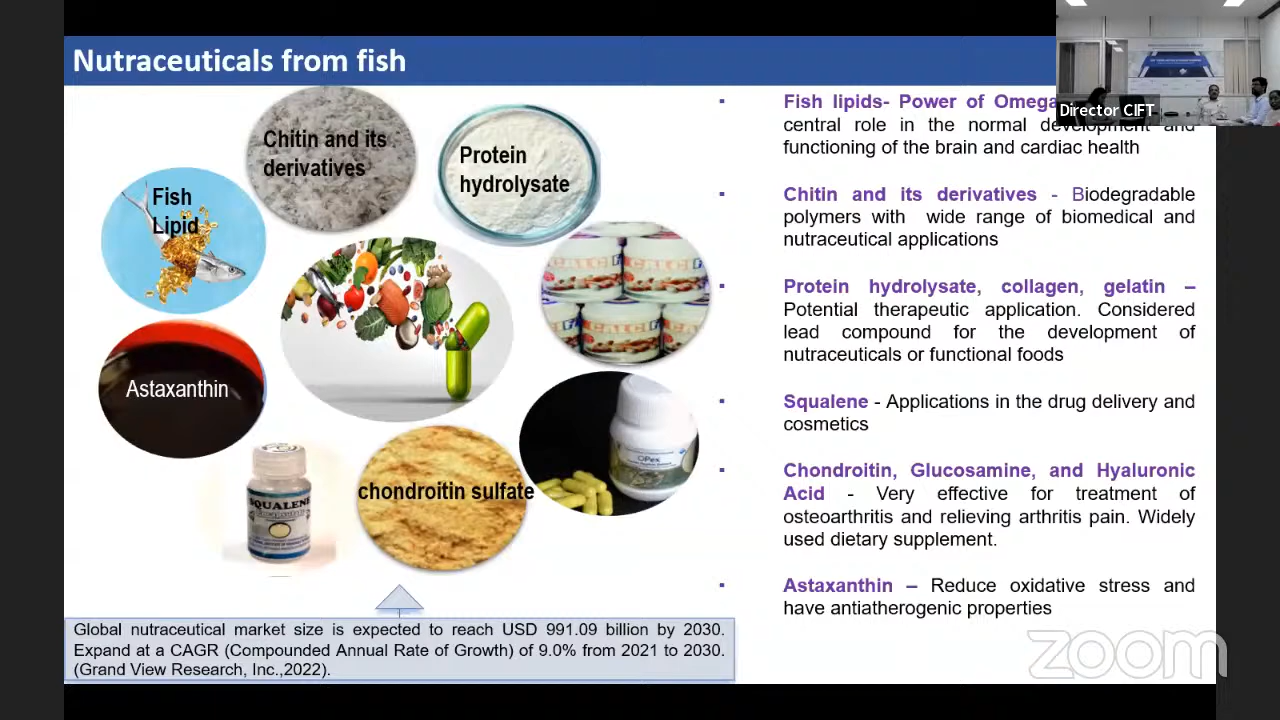 Nutraceuticals from fish
Director CIFT
Chitin and its
derivatives
Protein
hydrolysate
Fish
Lipid
Astaxanthin
SQUALENE
chondroitin sulfate
OPex
Fish lipids- Power of Omega
central role in the normal development and
functioning of the brain and cardiac health
Chitin and its derivatives - Biodegradable
polymers with wide range of biomedical and
nutraceutical applications
Protein hydrolysate, collagen, gelatin –
Potential therapeutic application. Considered
lead compound for the development of
nutraceuticals or functional foods
Squalene - Applications in the drug delivery and
cosmetics
Chondroitin, Glucosamine, and Hyaluronic
Acid - Very effective for treatment of
osteoarthritis and relieving arthritis pain. Widely
used dietary supplement.
Astaxanthin – Reduce oxidative stress and
have antiatherogenic properties
Global nutraceutical market size is expected to reach USD 991.09 billion by 2030.
Expand at a CAGR (Compounded Annual Rate of Growth) of 9.0% from 2021 to 2030.
(Grand View Research, Inc.,2022).
zoom